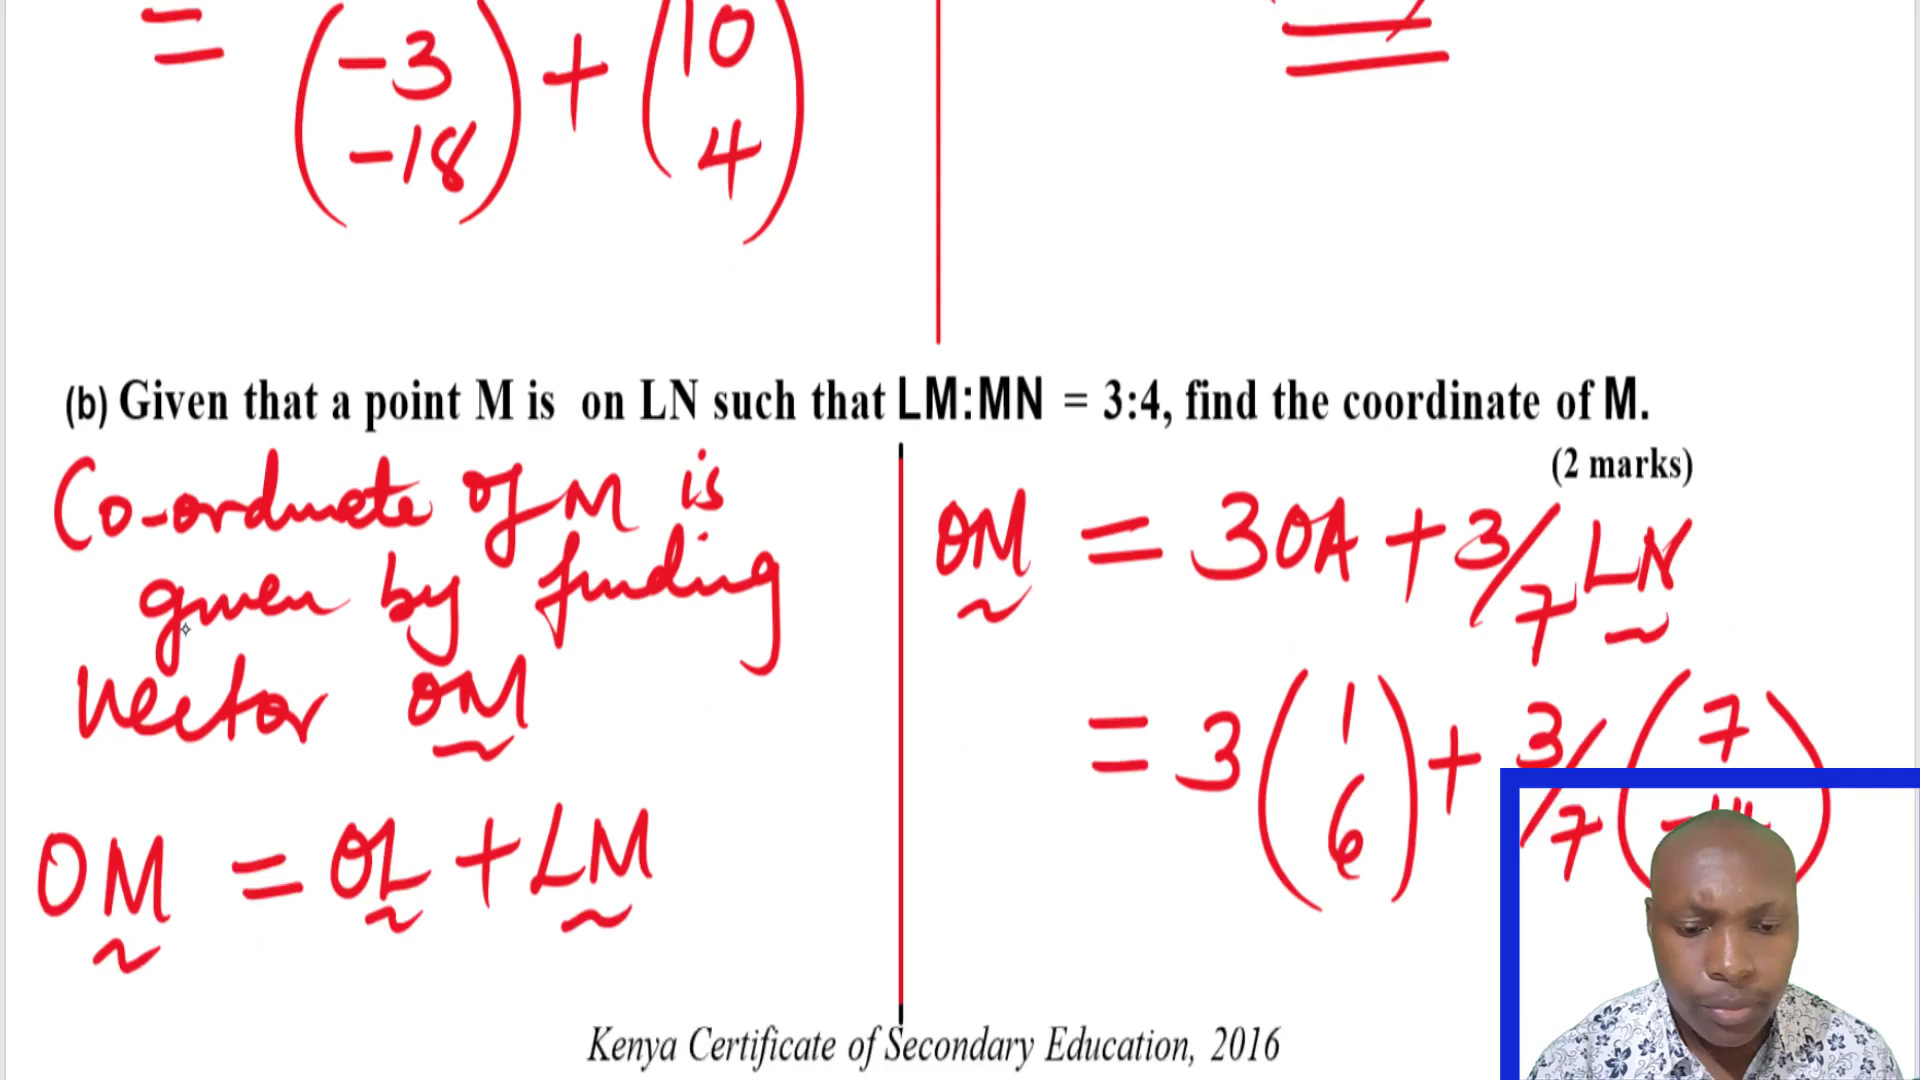 = (-3 -18) + (10 4)
(b) Given that a point M is on LN such that LM:MN = 3:4, find the coordinate of M.
(2 marks)
Co-ordinate of M is
given by finding
Vector OM
OM = OL + LM
OM = 3OA + 3/7 LN
= 3(1 6) + 3/7(7
Kenya Certificate of Secondary Education, 2016